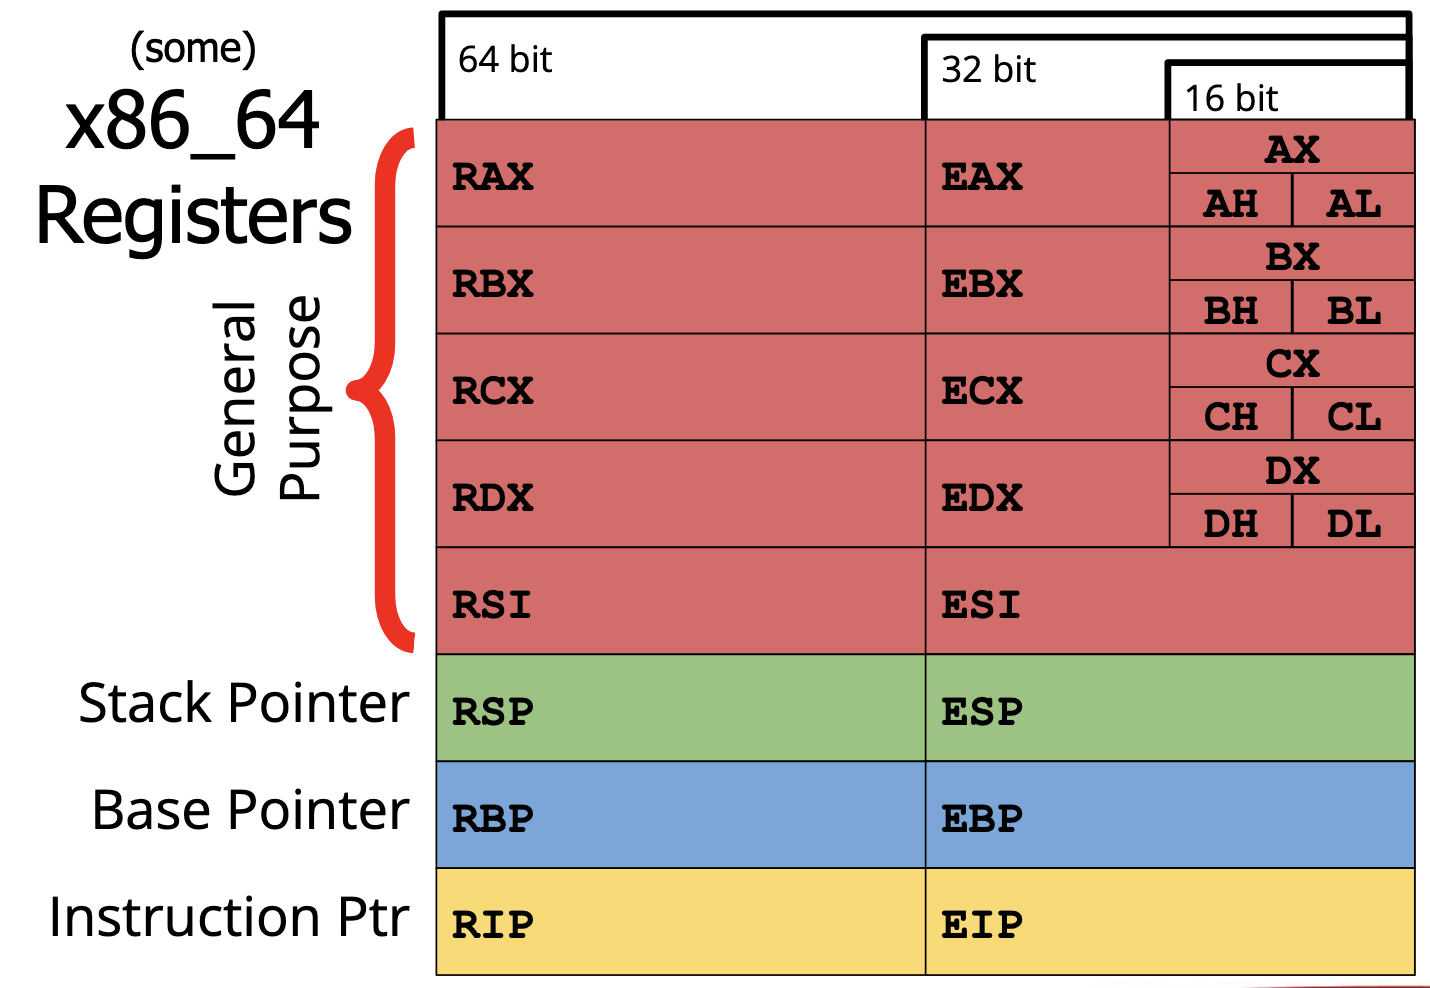 (some)
x86_64
Registers
General
Purpose
64 bit
32 bit
16 bit
RAX EAX AX
AH AL
RBX EBX BX
BH BL
RCX ECX CX
CH CL
RDX EDX DX
DH DL
RSI ESI
Stack Pointer RSP ESP
Base Pointer RBP EBP
Instruction Ptr RIP EIP